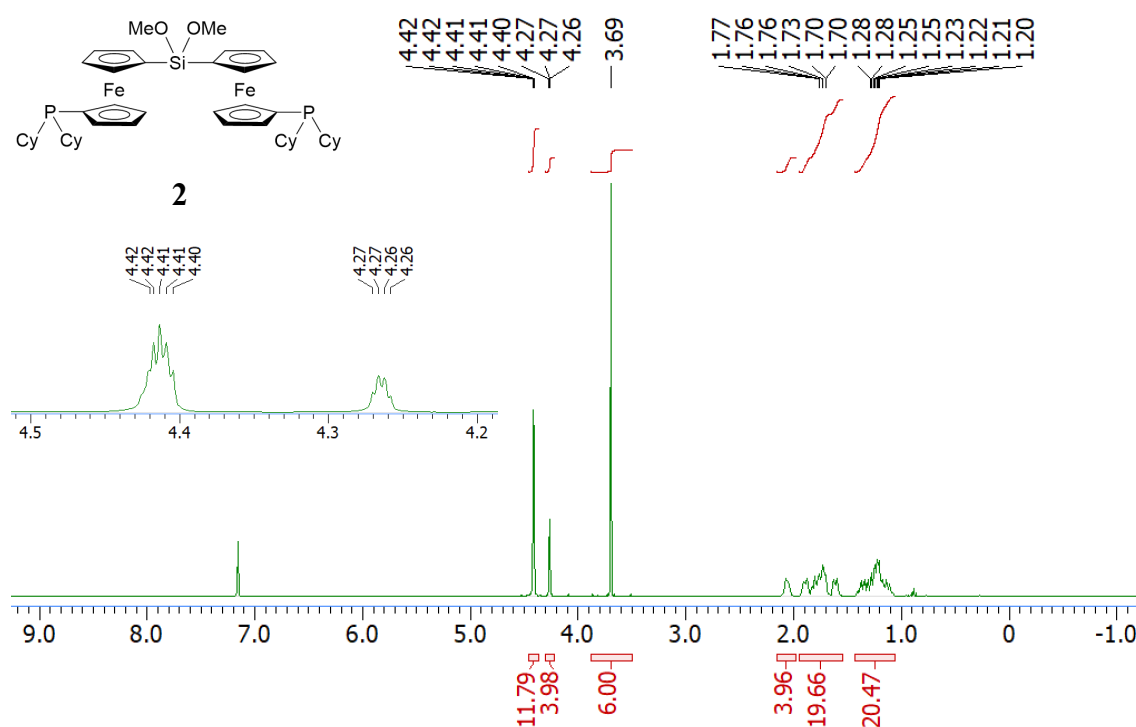 MeO OMe
Si
Fe Fe
P P
Cy Cy Cy Cy
2
4.42 4.42 4.41 4.41 4.40 4.27 4.27 4.26 3.69 1.77 1.76 1.76 1.73 1.70 1.70 1.28 1.28 1.25 1.25 1.23 1.22 1.21 1.20
4.42 4.42 4.41 4.41 4.40 4.27 4.27 4.26 4.26
4.5 4.4 4.3 4.2
9.0 8.0 7.0 6.0 5.0 4.0 3.0 2.0 1.0 0 -1.0
11.79 3.98 6.00 3.96 19.66 20.47